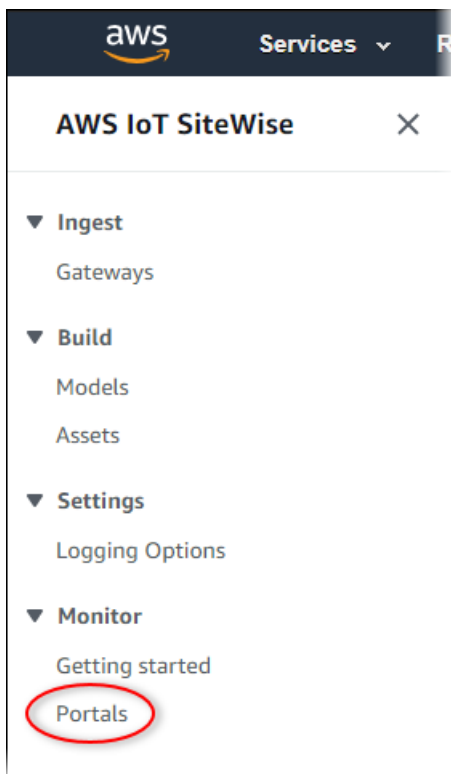 aws
Services
AWS IoT SiteWise
Ingest
Gateways
Build
Models
Assets
Settings
Logging Options
Monitor
Getting started
Portals